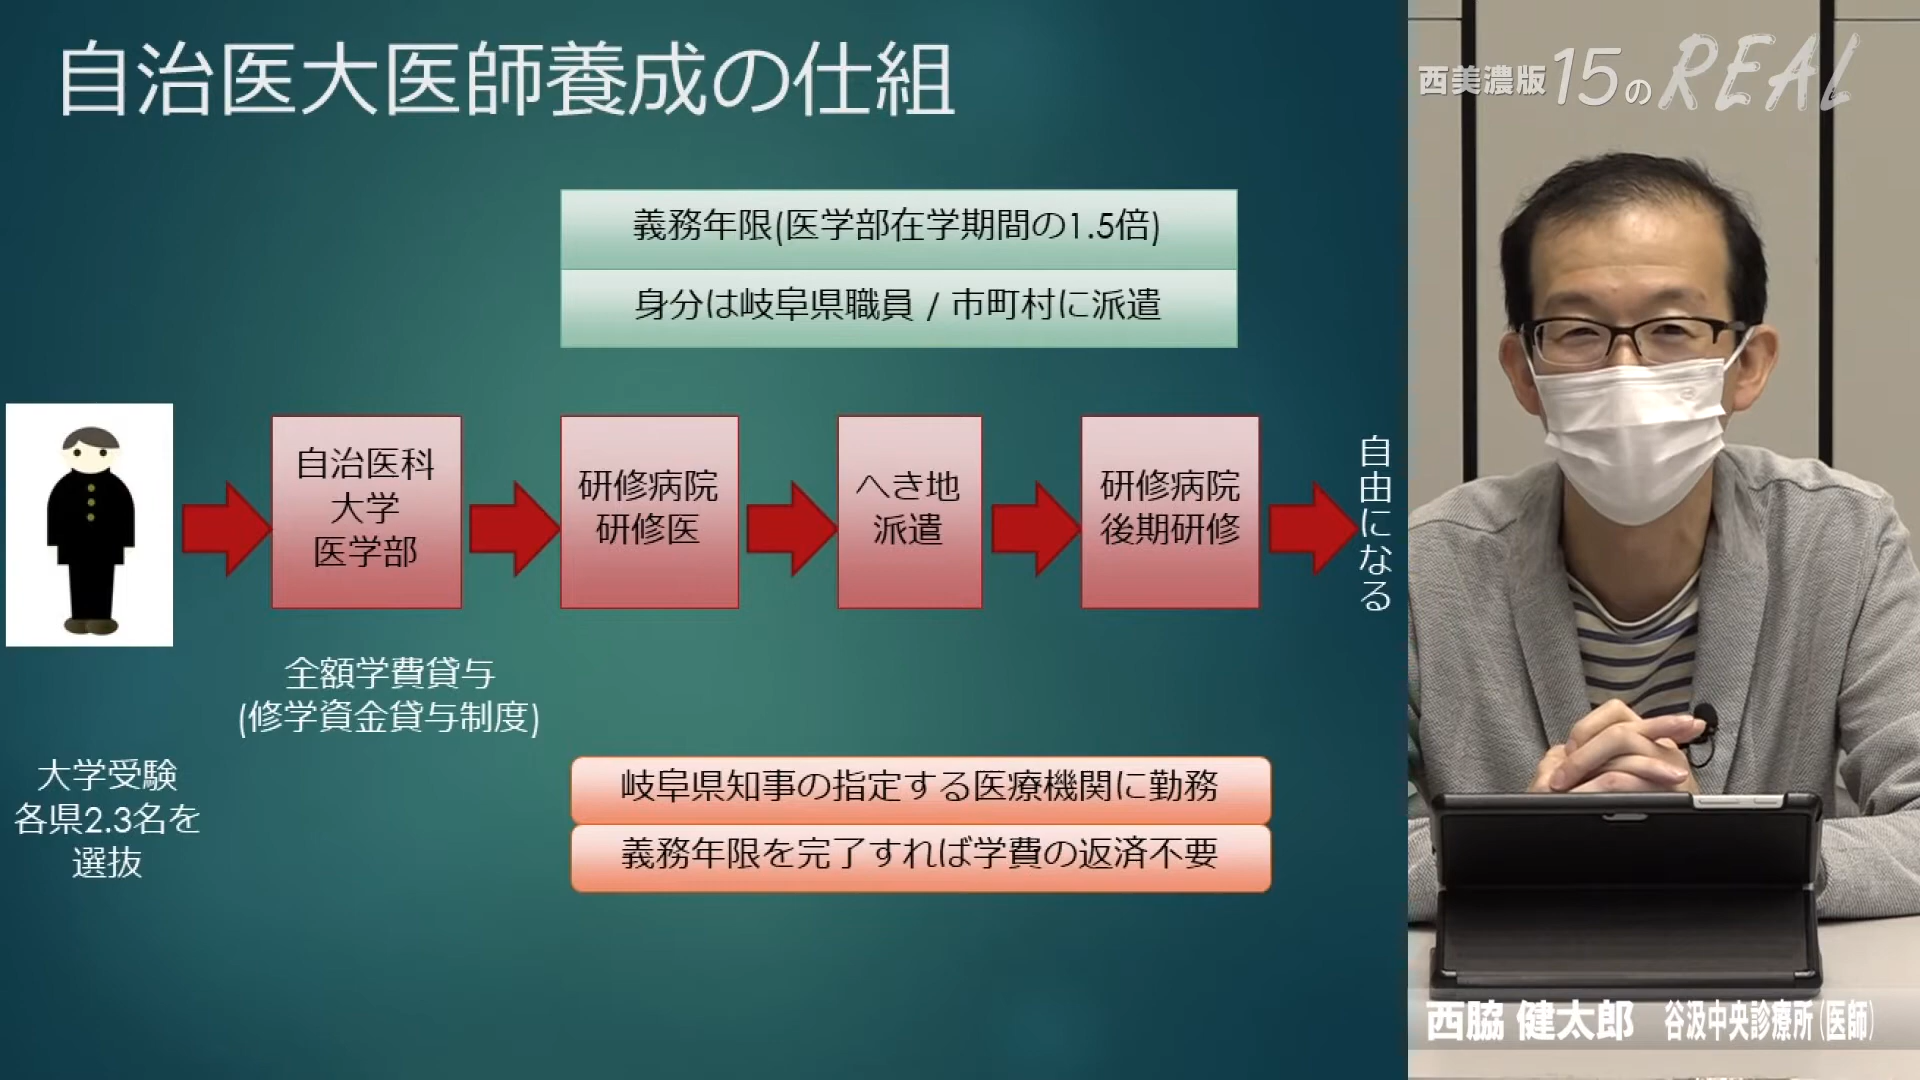 自治医大医師養成の仕組
西美濃版15のREAL
義務年限(医学部在学期間の1.5倍)
身分は岐阜県職員 / 市町村に派遣
自治医科
大学
医学部
研修病院
研修医
へき地
派遣
研修病院
後期研修
自由になる
全額学費貸与
(修学資金貸与制度)
大学受験
各県2.3名を
選抜
岐阜県知事の指定する医療機関に勤務
義務年限を完了すれば学費の返済不要
西脇 健太郎 谷汲中央診療所(医師)